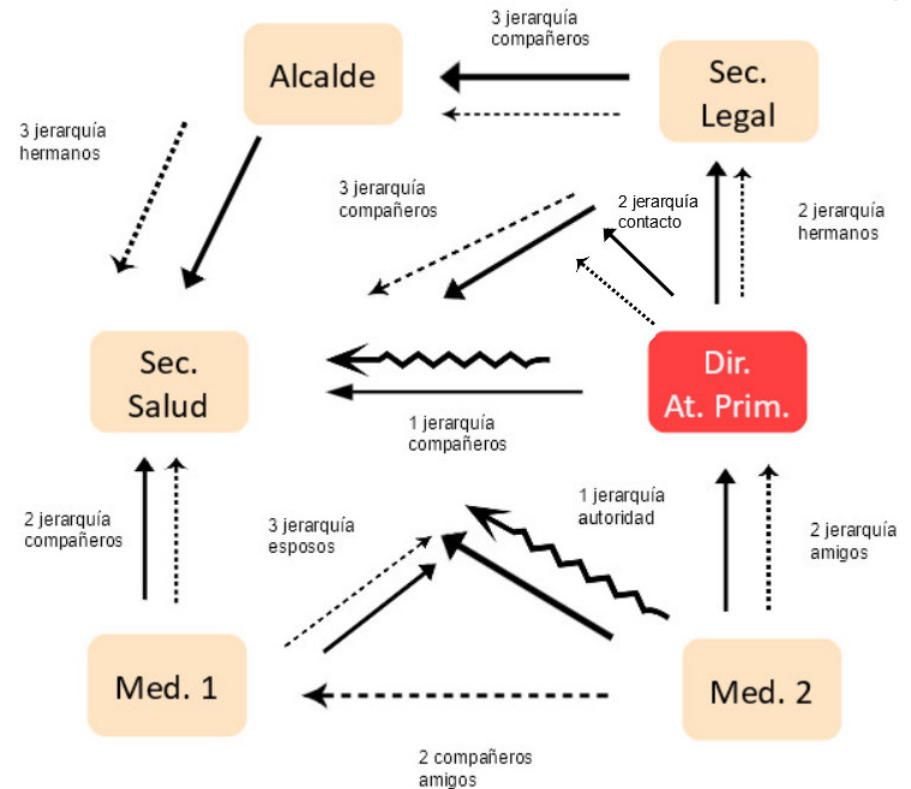 3 jerarquía
compañeros
Alcalde
Sec.
Legal
3 jerarquía
hermanos
3 jerarquía
compañeros
2 jerarquía
contacto
2 jerarquía
hermanos
Sec.
Salud
Dir.
At. Prim.
1 jerarquía
compañeros
2 jerarquía
compañeros
3 jerarquía
esposos
1 jerarquía
autoridad
2 jerarquía
amigos
Med. 1
Med. 2
2 compañeros
amigos